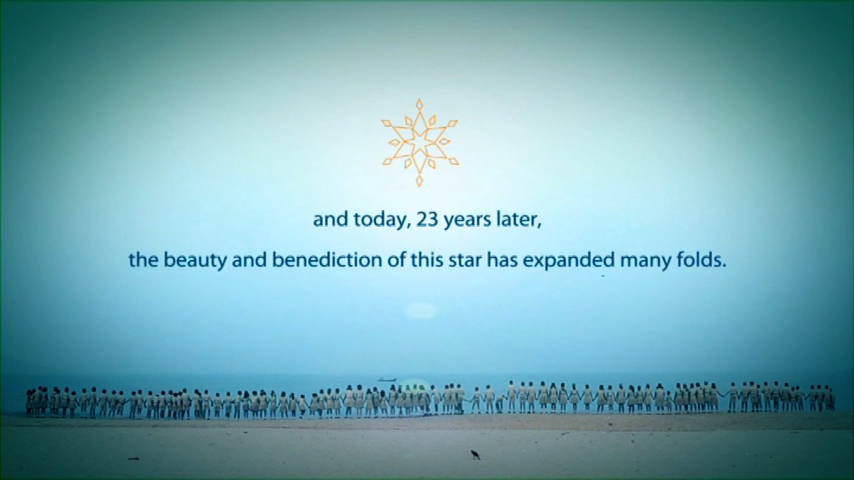 and today, 23 years later,
the beauty and benediction of this star has expanded many folds.